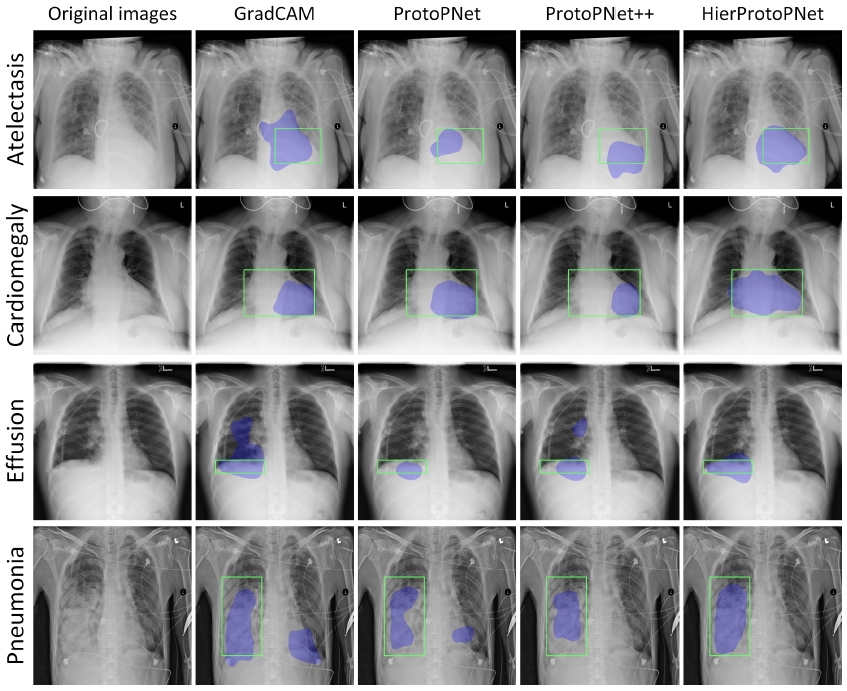 Original images
GradCAM
ProtoPNet
ProtoPNet++
HierProtoPNet
Atelectasis
Cardiomegaly
L
L
L
L
L
Effusion
Pneumonia